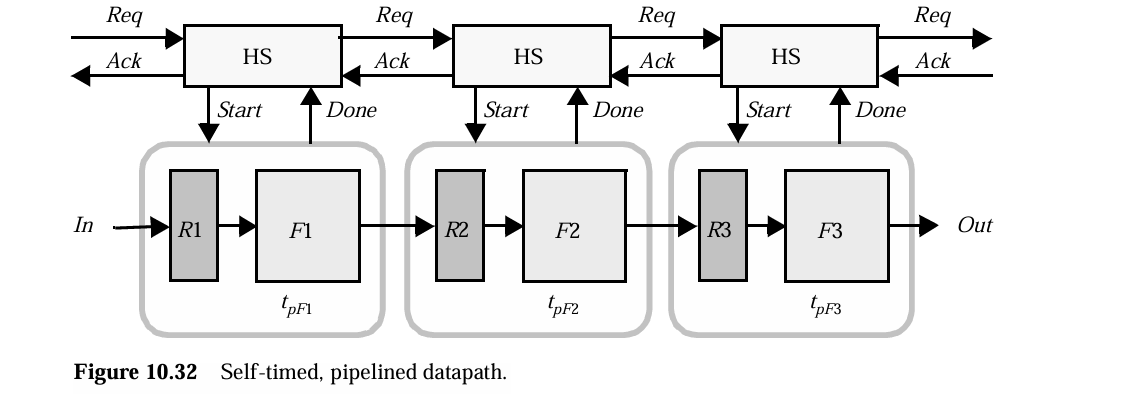 Req Req Req Req
HS HS HS
Ack Ack Ack Ack
Start Done Start Done Start Done
In R1 F1 R2 F2 R3 F3 Out
tpF1 tpF2 tpF3
Figure 10.32 Self-timed, pipelined datapath.